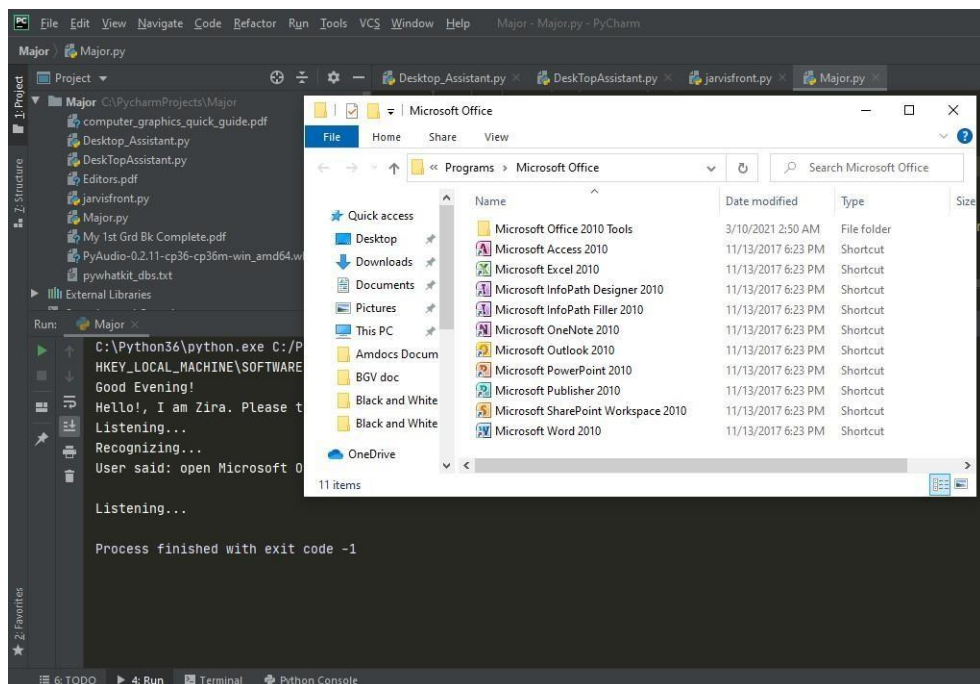 PC File Edit View Navigate Code Refactor Run Tools VCS Window Help Major - Major.py - PyCharm
Major Major.py
1: Project
Project
Desktop_Assistant.py DeskTopAssistant.py jarvisfront.py Major.py
Major C:\PycharmProjects\Major
computer_graphics_quick_guide.pdf
Desktop_Assistant.py
DeskTopAssistant.py
Editors.pdf
jarvisfront.py
Major.py
My 1st Grd Bk Complete.pdf
PyAudio-0.2.11-cp36-cp36m-win_amd64.wh
pywhatkit_dbs.txt
External Libraries
7: Structure
Microsoft Office
File Home Share View
« Programs › Microsoft Office
Search Microsoft Office
Quick access
Desktop
Downloads
Documents
Pictures
This PC
Amdocs Docum
BGV doc
Black and White
Black and White
OneDrive
Name Date modified Type Size
Microsoft Office 2010 Tools 3/10/2021 2:50 AM File folder
Microsoft Access 2010 11/13/2017 6:23 PM Shortcut
Microsoft Excel 2010 11/13/2017 6:23 PM Shortcut
Microsoft InfoPath Designer 2010 11/13/2017 6:23 PM Shortcut
Microsoft InfoPath Filler 2010 11/13/2017 6:23 PM Shortcut
Microsoft OneNote 2010 11/13/2017 6:23 PM Shortcut
Microsoft Outlook 2010 11/13/2017 6:23 PM Shortcut
Microsoft PowerPoint 2010 11/13/2017 6:23 PM Shortcut
Microsoft Publisher 2010 11/13/2017 6:23 PM Shortcut
Microsoft SharePoint Workspace 2010 11/13/2017 6:23 PM Shortcut
Microsoft Word 2010 11/13/2017 6:23 PM Shortcut
11 items
Run: Major
C:\Python36\python.exe C:/P
HKEY_LOCAL_MACHINE\SOFTWARE
Good Evening!
Hello!, I am Zira. Please t
Listening...
Recognizing...
User said: open Microsoft O
Listening...
Process finished with exit code -1
2: Favorites
6: TODO 4: Run Terminal Python Console